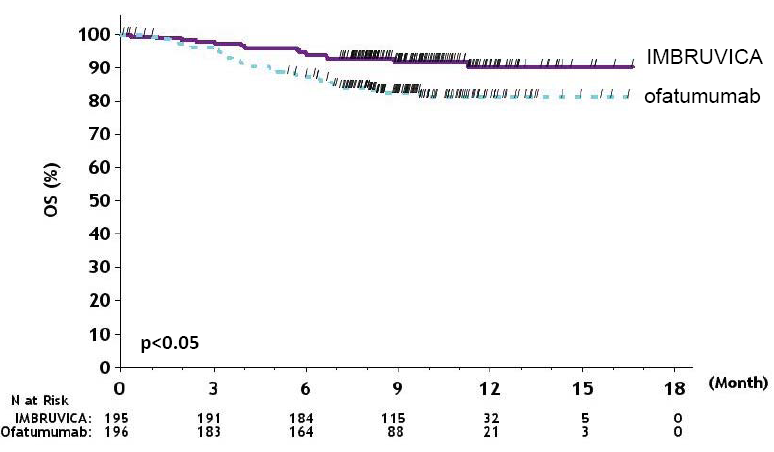 100
90
80
70
60
50
40
30
20
10
0
OS (%)
IMBRUVICA
ofatumumab
p<0.05
0 3 6 9 12 15 18 (Month)
N at Risk
IMBRUVICA: 195 191 184 115 32 5 0
Ofatumumab: 196 183 164 88 21 3 0